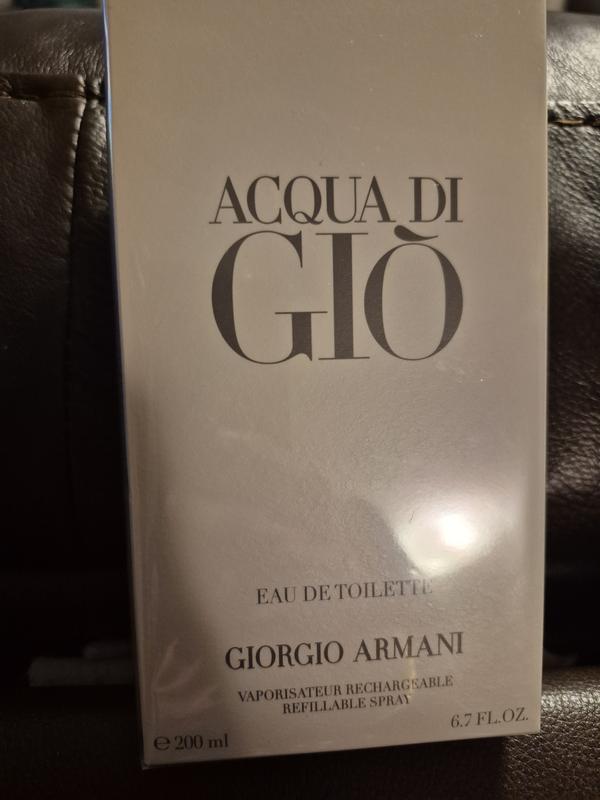 ACQUA DI
GIÒ
EAU DE TOILETTE
GIORGIO ARMANI
VAPORISATEUR RECHARGEABLE
REFILLABLE SPRAY
℮ 200 ml
6.7 FL.OZ.